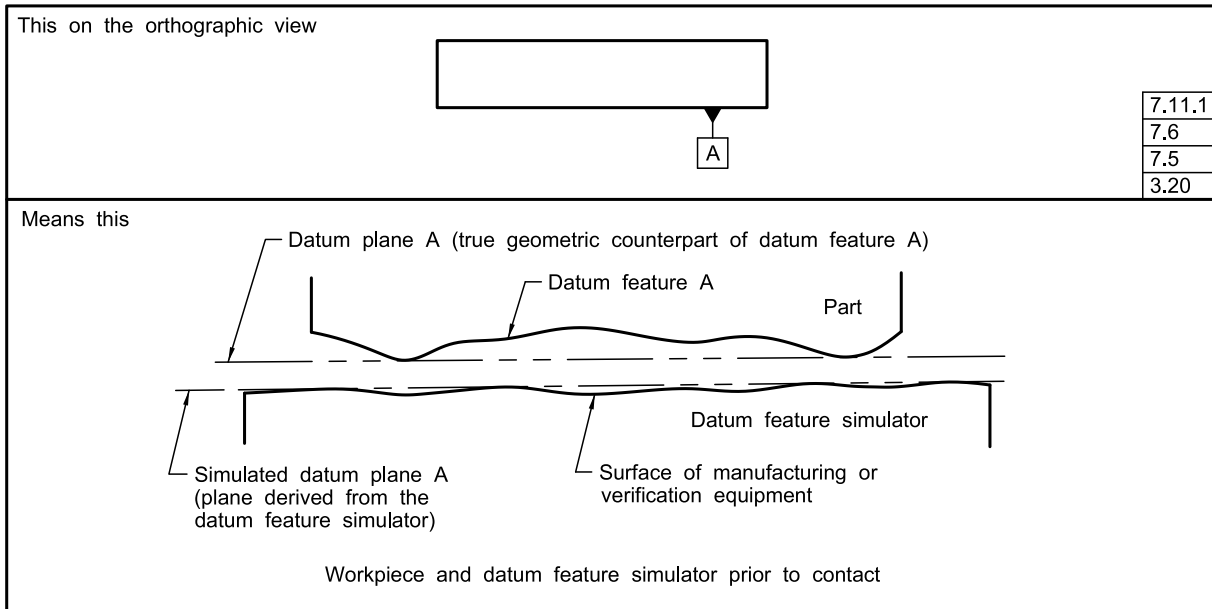 This on the orthographic view
A
7.11.1
7.6
7.5
3.20
Means this
Datum plane A (true geometric counterpart of datum feature A)
Datum feature A
Part
Datum feature simulator
Simulated datum plane A
(plane derived from the
datum feature simulator)
Surface of manufacturing or
verification equipment
Workpiece and datum feature simulator prior to contact